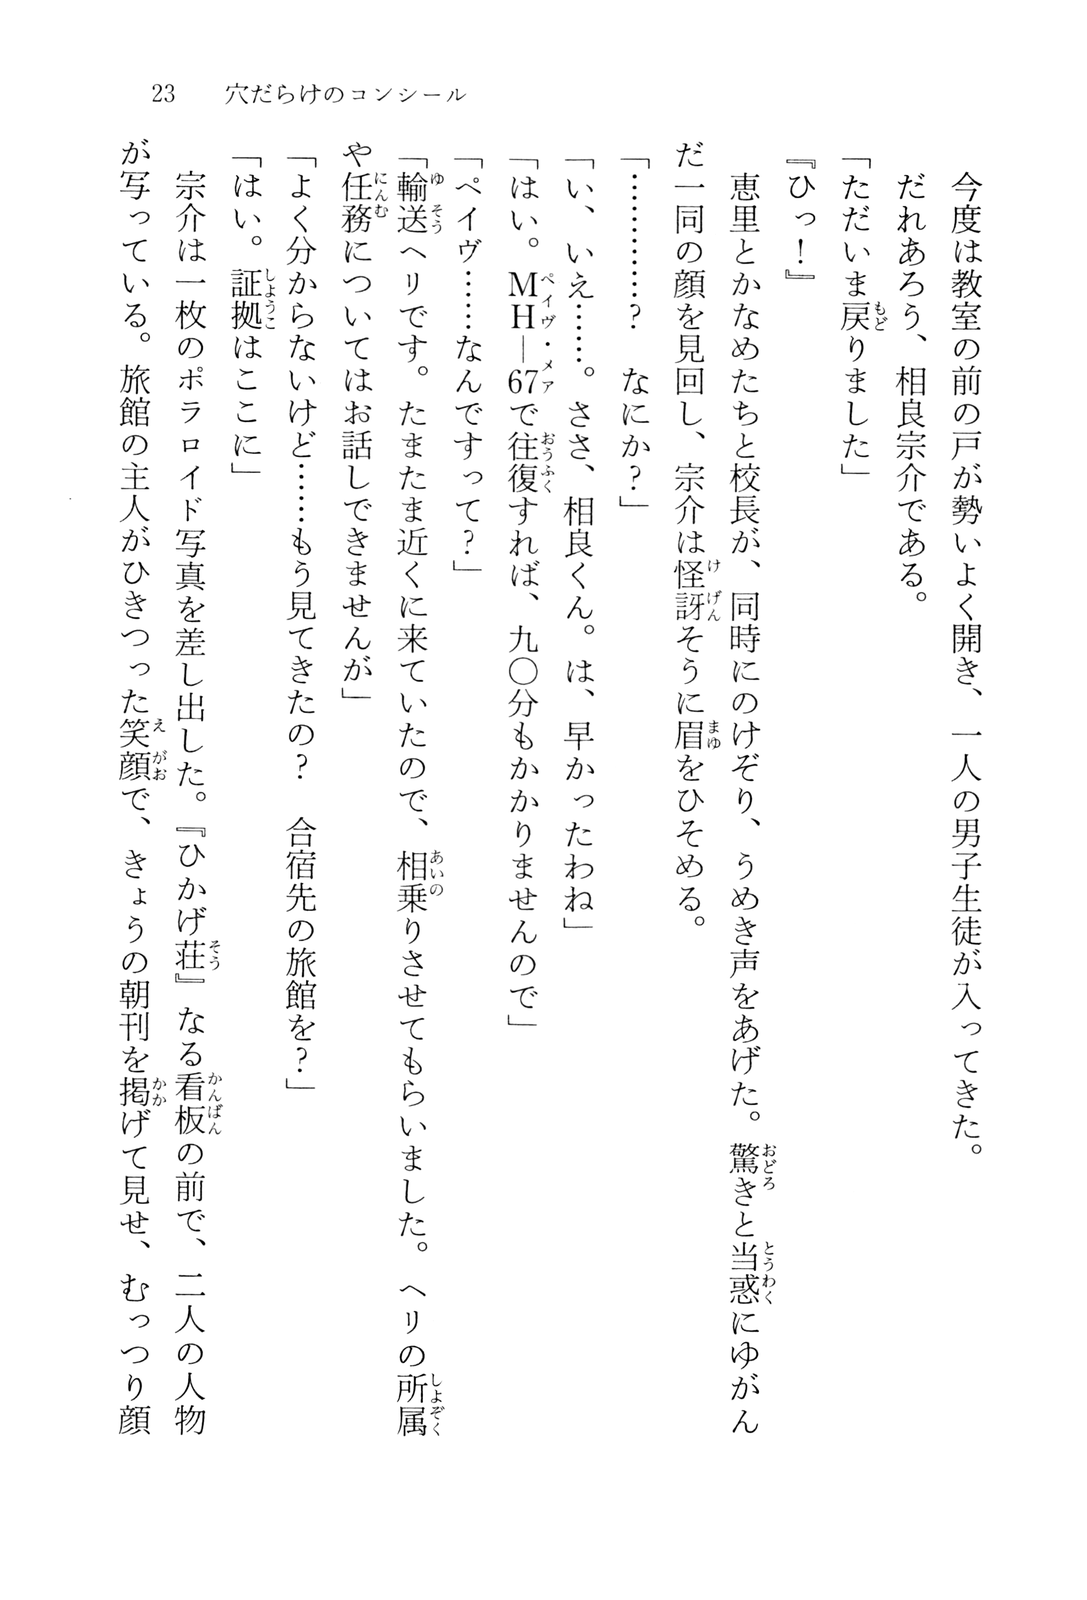 23 穴だらけのコンシール
今度は教室の前の戸が勢いよく開き、一人の男子生徒が入ってきた。
だれあろう、相良宗介である。
「ただいま戻りました」
『ひっ！』
恵里とかなめたちと校長が、同時にのけぞり、うめき声をあげた。驚きと当惑にゆがん
だ一同の顔を見回し、宗介は怪訝そうに眉をひそめる。
「…………？　なにか？」
「い、いえ……。ささ、相良くん。は、早かったわね」
「はい。MH―67で往復すれば、九〇分もかかりませんので」
「ペイヴ……なんですって？」
「輸送ヘリです。たまたま近くに来ていたので、相乗りさせてもらいました。ヘリの所属
や任務についてはお話しできませんが」
「よく分からないけど……もう見てきたの？　合宿先の旅館を？」
「はい。証拠はここに」
宗介は一枚のポラロイド写真を差し出した。『ひかげ荘』なる看板の前で、二人の人物
が写っている。旅館の主人がひきつった笑顔で、きょうの朝刊を掲げて見せ、むっつり顔